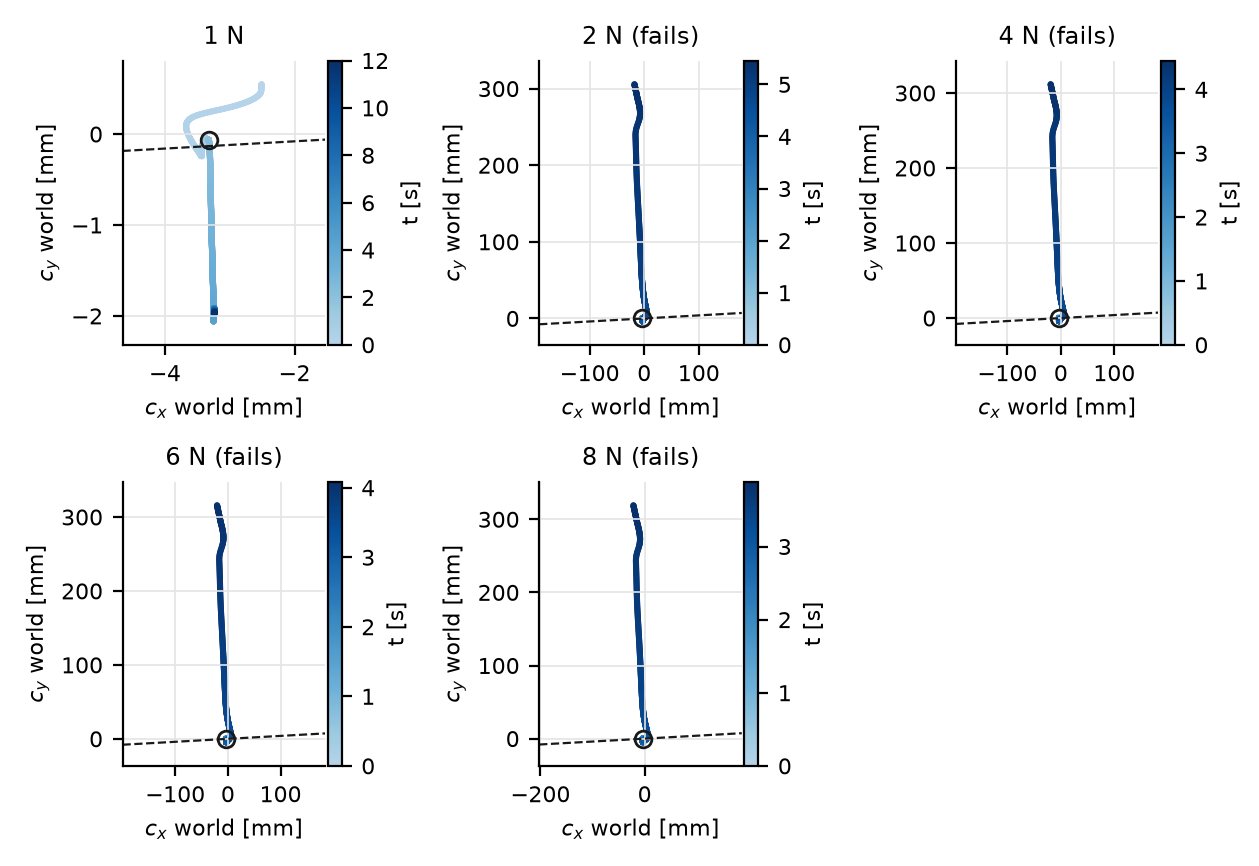 1 N
0
−1
−2
−4
−2
c_y world [mm]
c_x world [mm]
0
2
4
6
8
10
12
t [s]
2 N (fails)
300
200
100
0
−100
0
100
c_y world [mm]
c_x world [mm]
5
4
3
2
1
0
t [s]
4 N (fails)
300
200
100
0
−100
0
100
c_y world [mm]
c_x world [mm]
4
3
2
1
0
t [s]
6 N (fails)
300
200
100
0
−100
0
100
c_y world [mm]
c_x world [mm]
4
3
2
1
0
t [s]
8 N (fails)
300
200
100
0
−200
0
c_y world [mm]
c_x world [mm]
3
2
1
0
t [s]